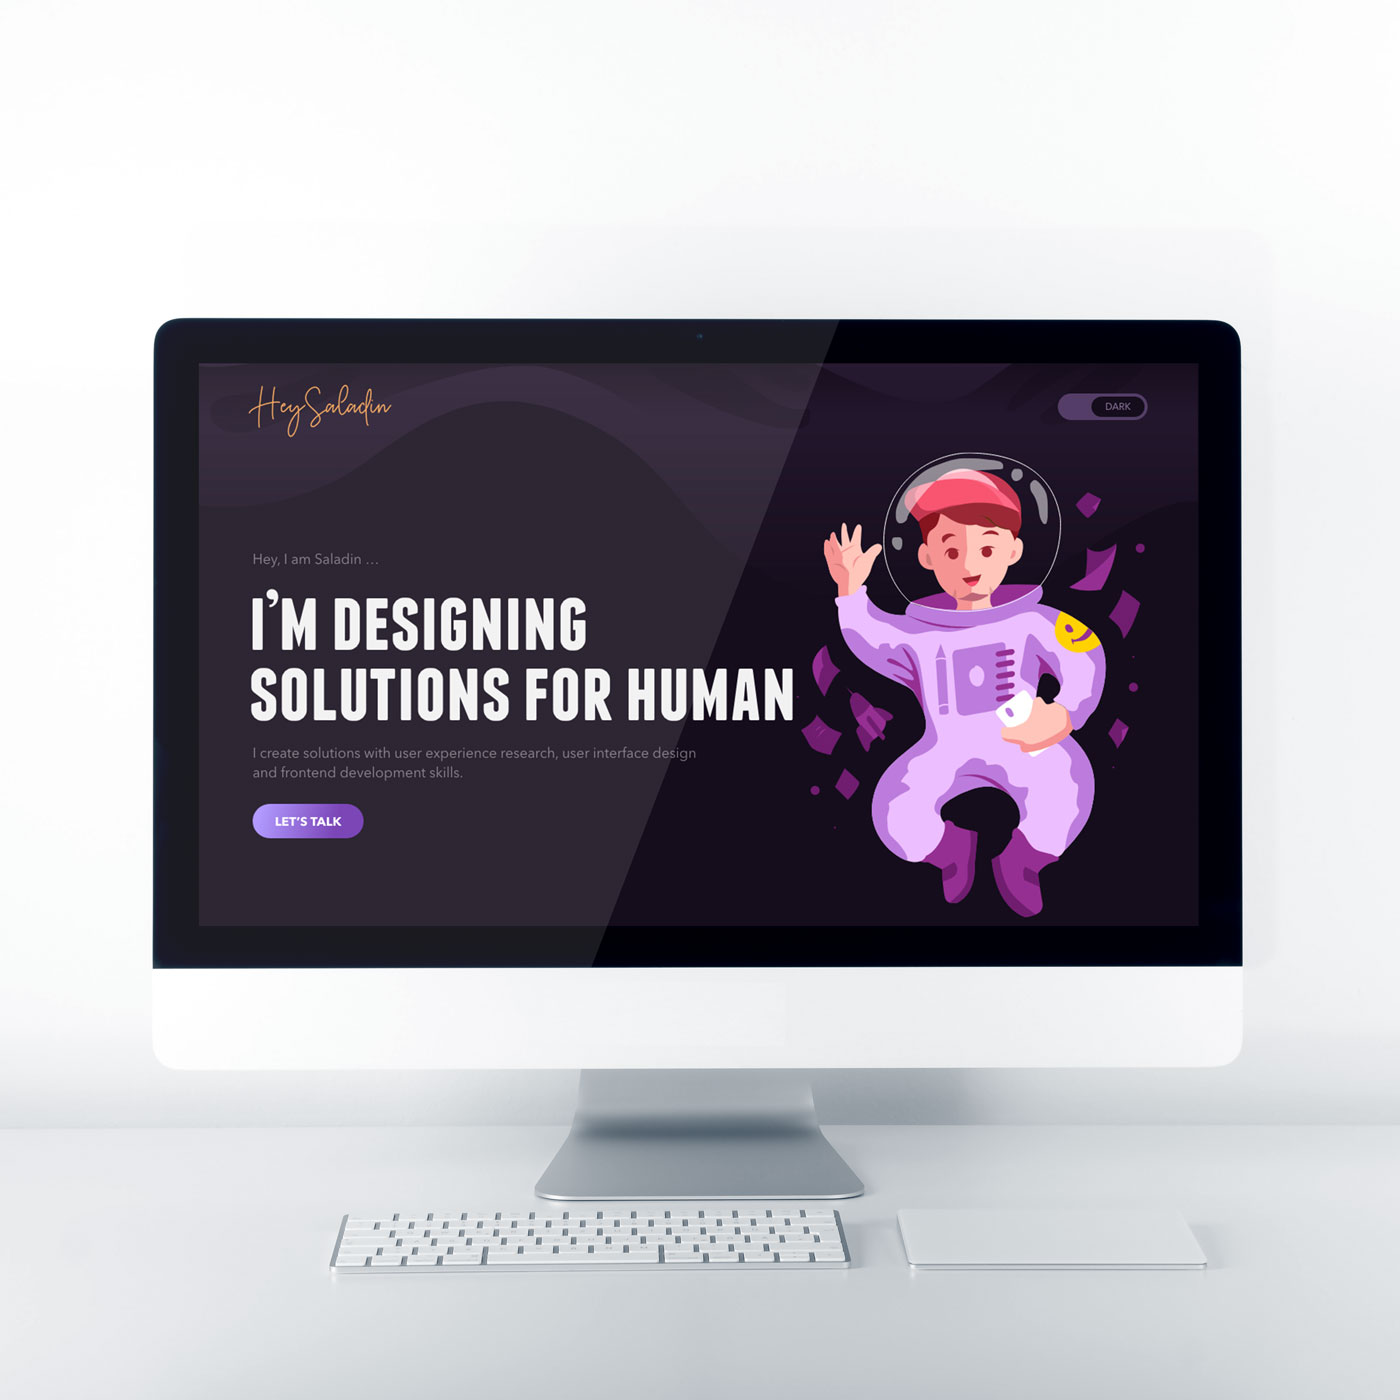 Hey Saladin
DARK
Hey, I am Saladin ...
I'M DESIGNING
SOLUTIONS FOR HUMAN
I create solutions with user experience research, user interface design
and frontend development skills.
LET'S TALK